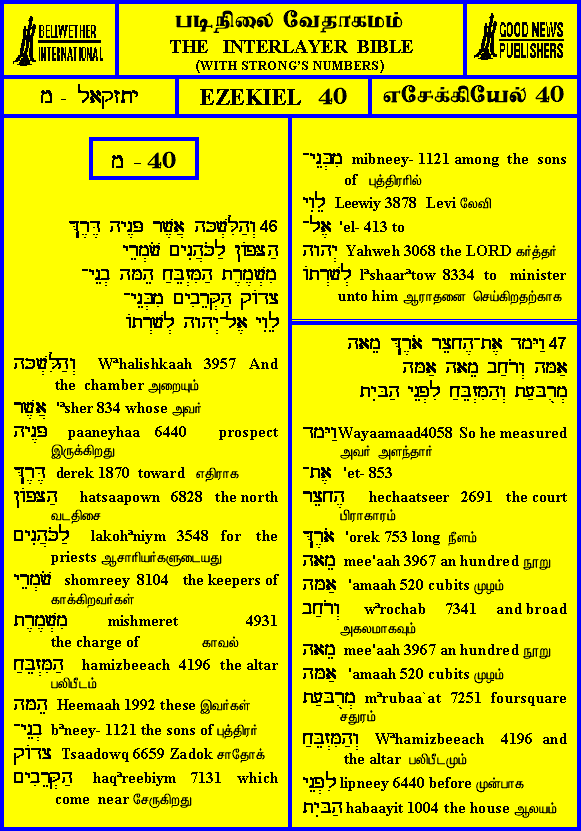 BELLWETHER
INTERNATIONAL
படிநிலை வேதாகமம்
THE INTERLAYER BIBLE
(WITH STRONG'S NUMBERS)
GOOD NEWS
PUBLISHERS
יחזקאל - מ
EZEKIEL 40
எசேக்கியேல் 40
מ - 40
46 וְהַלִּשְׁכָּה אֲשֶׁר פָּנֶיהָ דֶּרֶךְ
הַצָּפוֹן לַכֹּהֲנִים שֹׁמְרֵי
מִשְׁמֶרֶת הַמִּזְבֵּחַ הֵמָּה בְנֵי־
צָדוֹק הַקְּרֵבִים מִבְּנֵי־
לֵוִי אֶל־יְהוָה לְשָׁרְתוֹ
וְהַלִּשְׁכָּה Wᵊhalishkaah 3957 And
the chamber அறையும்
אֲשֶׁר 'ᵃsher 834 whose அவர்
פָּנֶיהָ paaneyhaa 6440 prospect
இருக்கிறது
דֶּרֶךְ derek 1870 toward எதிராக
הַצָּפוֹן hatsaapown 6828 the north
வடதிசை
לַכֹּהֲנִים lakohᵃniym 3548 for the
priests ஆசாரியர்களுடையது
שֹׁמְרֵי shomreey 8104 the keepers of
காக்கிறவர்கள்
מִשְׁמֶרֶת mishmeret 4931
the charge of காவல்
הַמִּזְבֵּחַ hamizbeeach 4196 the altar
பலிபீடம்
הֵמָּה Heemaah 1992 these இவர்கள்
בְנֵי־ bᵊneey- 1121 the sons of புத்திரர்
צָדוֹק Tsaadowq 6659 Zadok சாதோக்
הַקְּרֵבִים haqᵊreebiym 7131 which
come near சேருகிறது
מִבְּנֵי־ mibneey- 1121 among the sons
of புத்திரரில்
לֵוִי Leewiy 3878 Levi லேவி
אֶל־ 'el- 413 to
יְהוָה Yahweh 3068 the LORD கர்த்தர்
לְשָׁרְתוֹ lᵊshaarᵊtow 8334 to minister
unto him ஆராதனை செய்கிறதற்காக
47 וַיָּמָד אֶת־הֶחָצֵר אֹרֶךְ מֵאָה
אַמָּה וְרֹחַב מֵאָה אַמָּה
מְרֻבָּעַת וְהַמִּזְבֵּחַ לִפְנֵי הַבָּיִת
וַיָּמָד Wayaamaad4058 So he measured
அவர் அளந்தார்
אֶת־ 'et- 853
הֶחָצֵר hechaatseer 2691 the court
பிராகாரம்
אֹרֶךְ 'orek 753 long நீளம்
מֵאָה mee'aah 3967 an hundred நூறு
אַמָּה 'amaah 520 cubits முழம்
וְרֹחַב wᵊrochab 7341 and broad
அகலமாகவும்
מֵאָה mee'aah 3967 an hundred நூறு
אַמָּה 'amaah 520 cubits முழம்
מְרֻבָּעַת mᵊrubaa`at 7251 foursquare
சதுரம்
וְהַמִּזְבֵּחַ Wᵊhamizbeeach 4196 and
the altar பலிபீடமும்
לִפְנֵי lipneey 6440 before முன்பாக
הַבָּיִת habaayit 1004 the house ஆலயம்